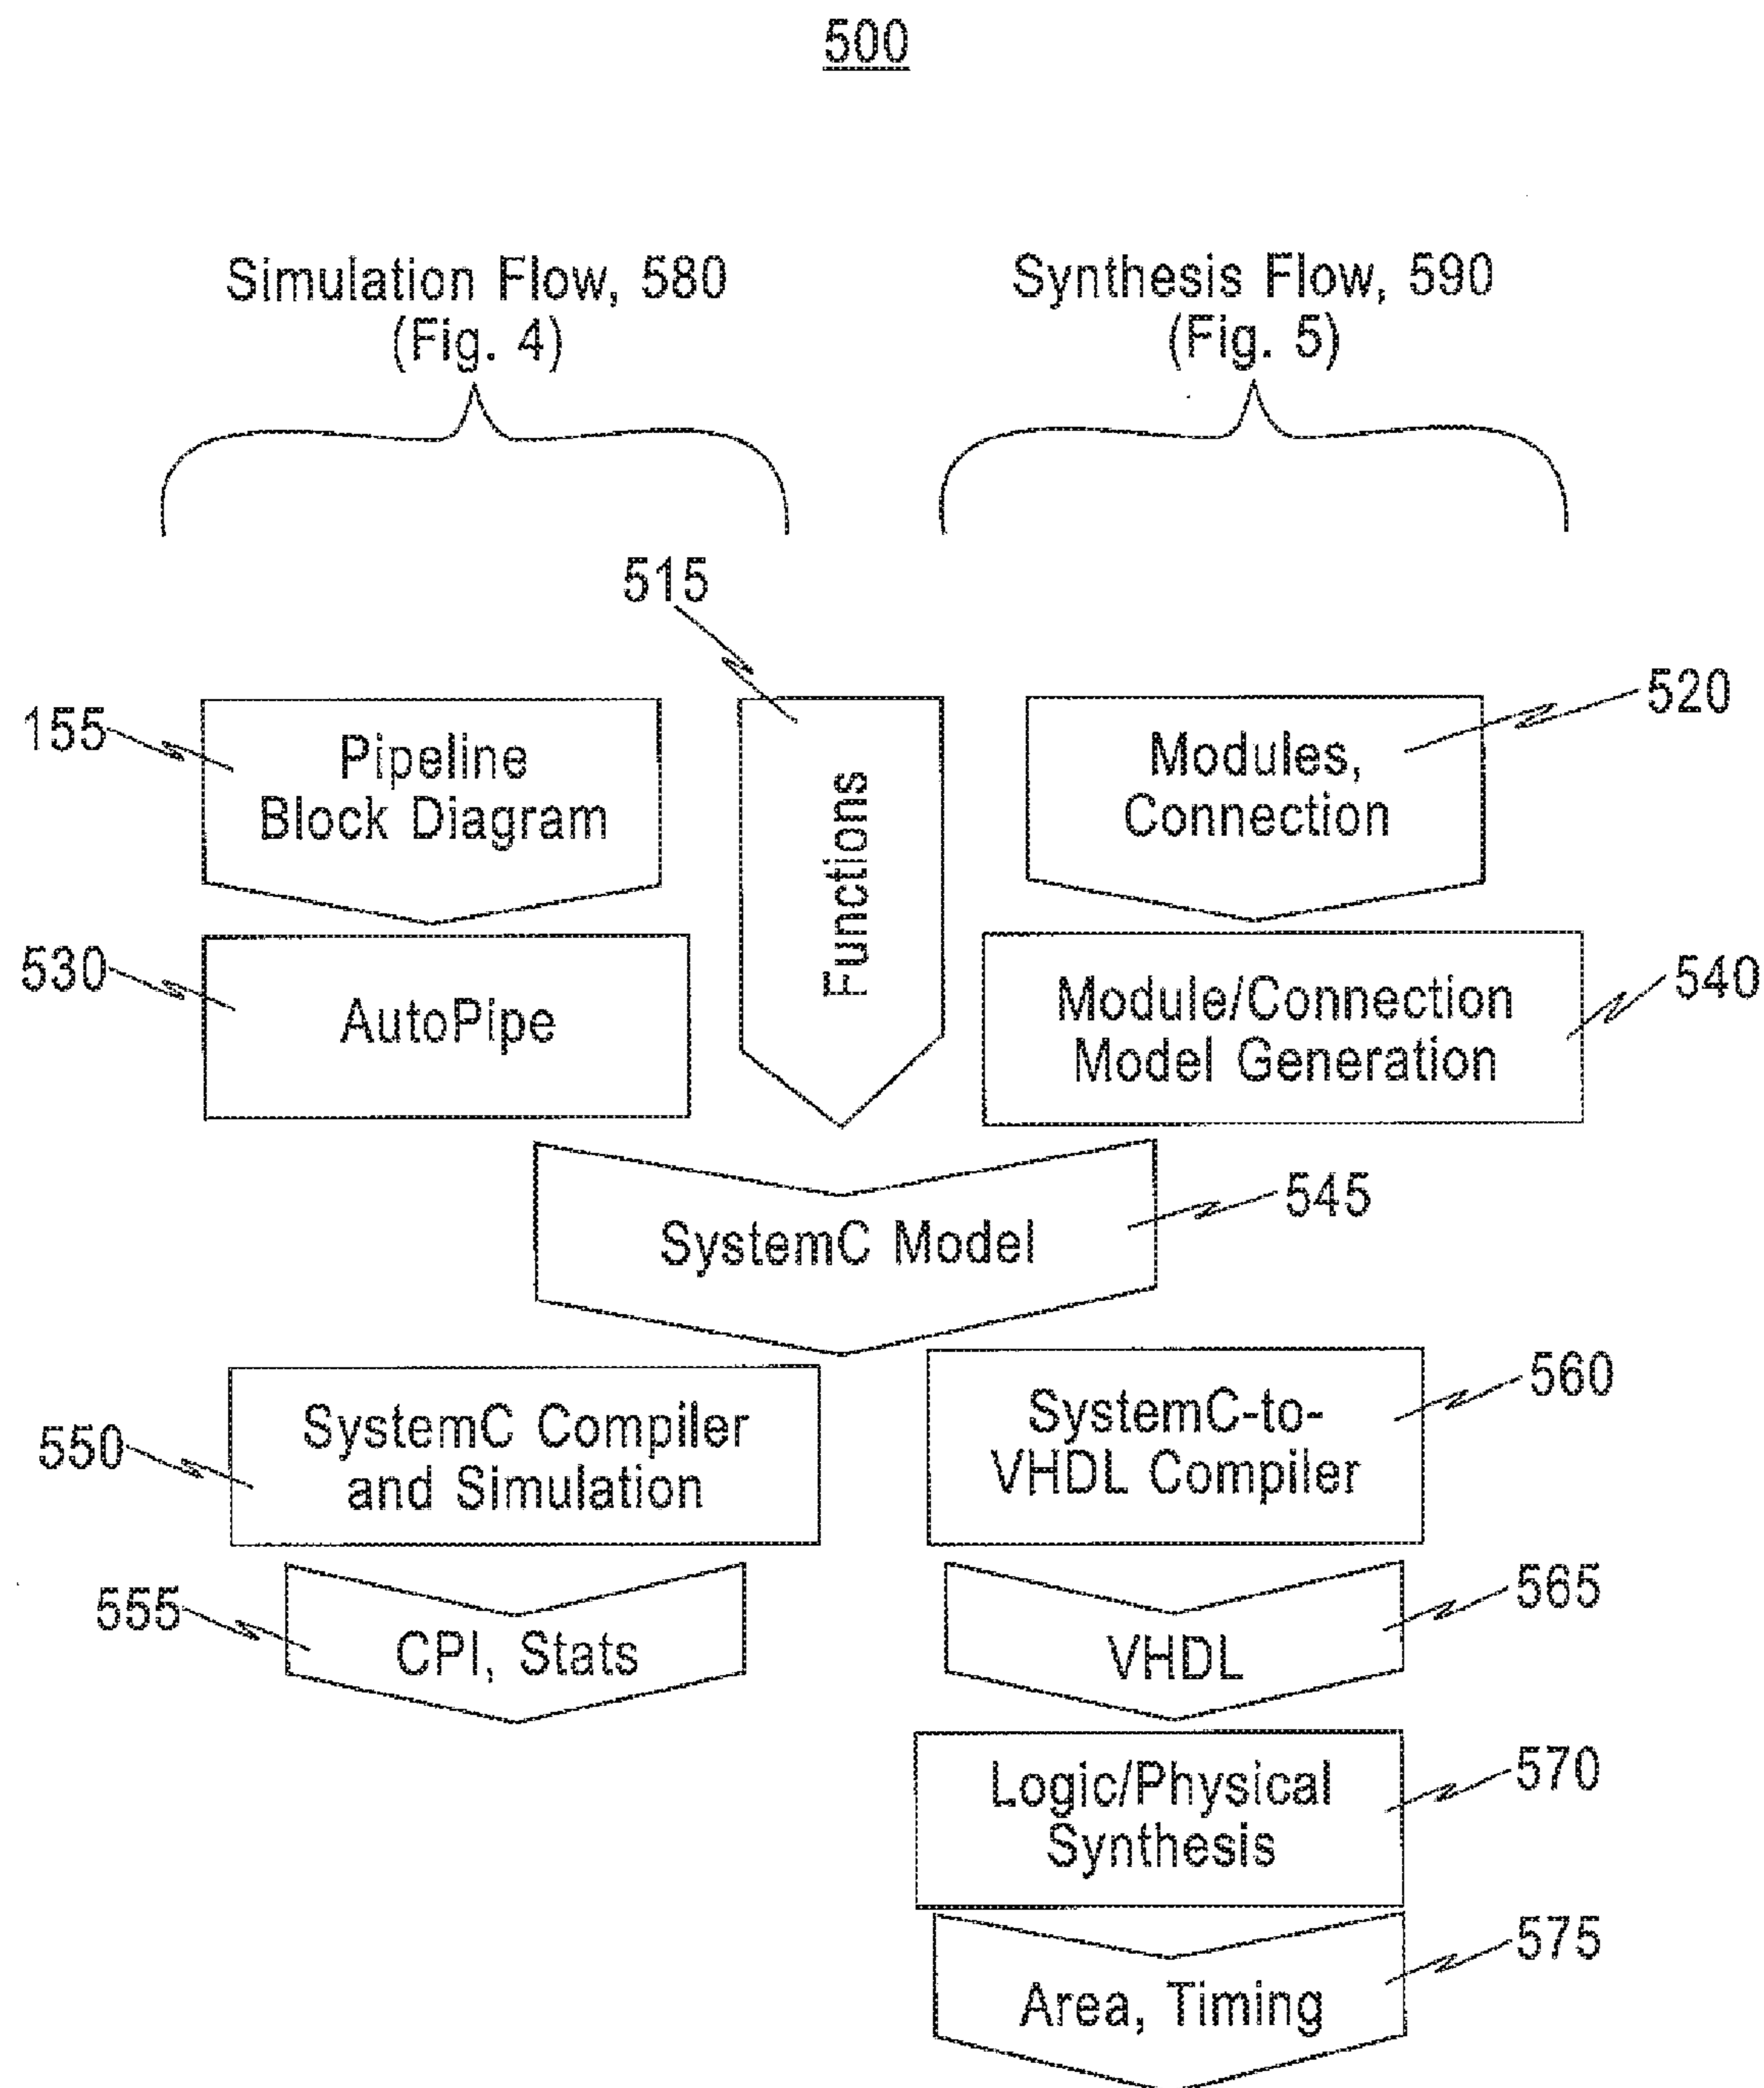 500
Simulation Flow, 580
(Fig. 4)
Synthesis Flow, 590
(Fig. 5)
515
155
Pipeline
Block Diagram
Functions
Modules,
Connection
520
530
AutoPipe
Module/Connection
Model Generation
540
SystemC Model
545
550
SystemC Compiler
and Simulation
SystemC-to-
VHDL Compiler
560
555
CPI, Stats
VHDL
565
Logic/Physical
Synthesis
570
Area, Timing
575